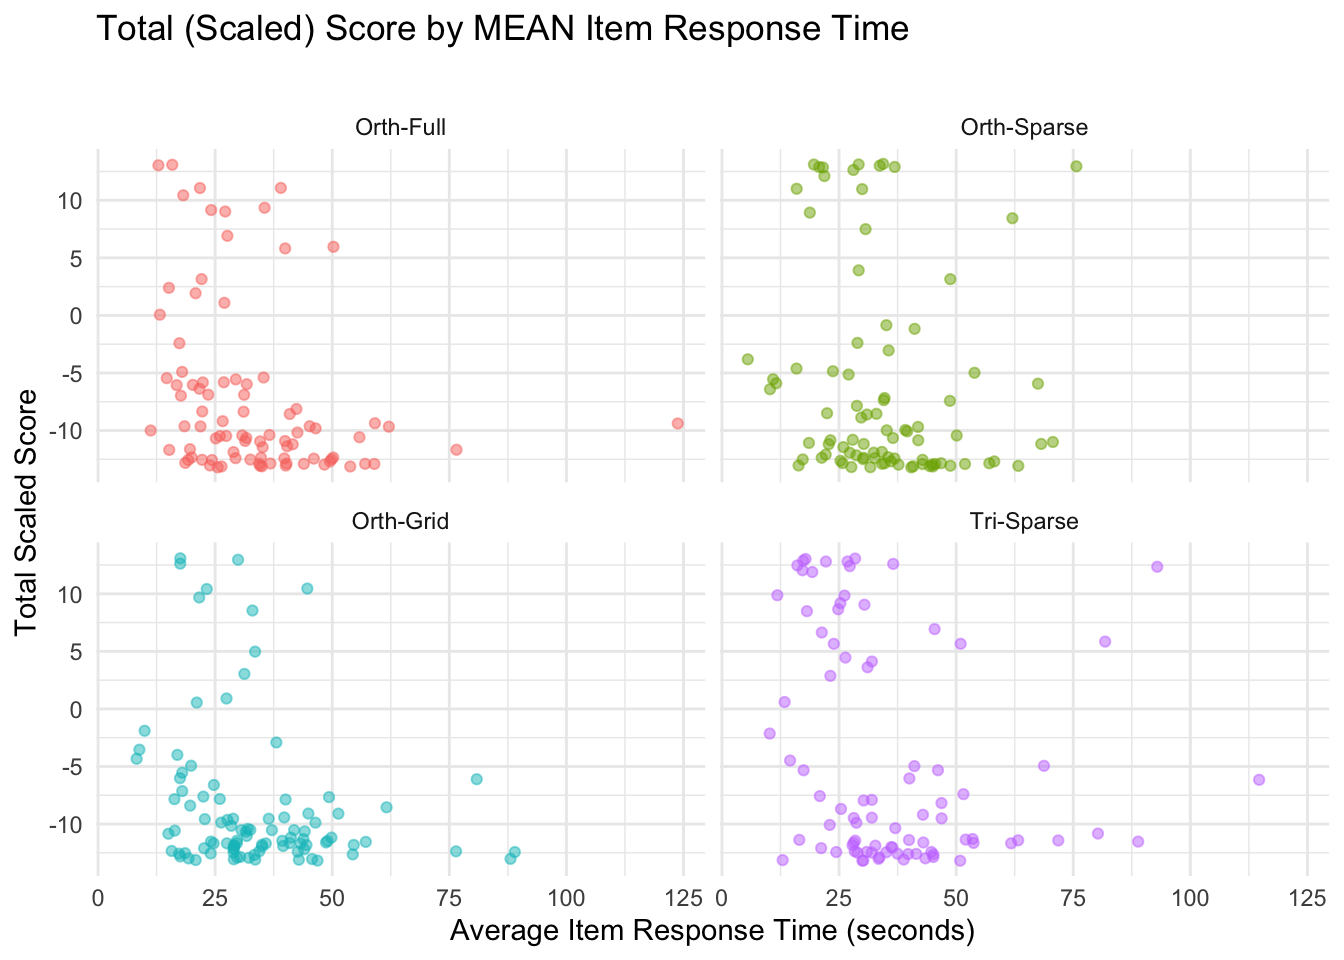 Total (Scaled) Score by MEAN Item Response Time
Orth-Full
Orth-Sparse
10
5
0
-5
-10
Total Scaled Score
Orth-Grid
Tri-Sparse
10
5
0
-5
-10
0 25 50 75 100 125 0 25 50 75 100 125
Average Item Response Time (seconds)